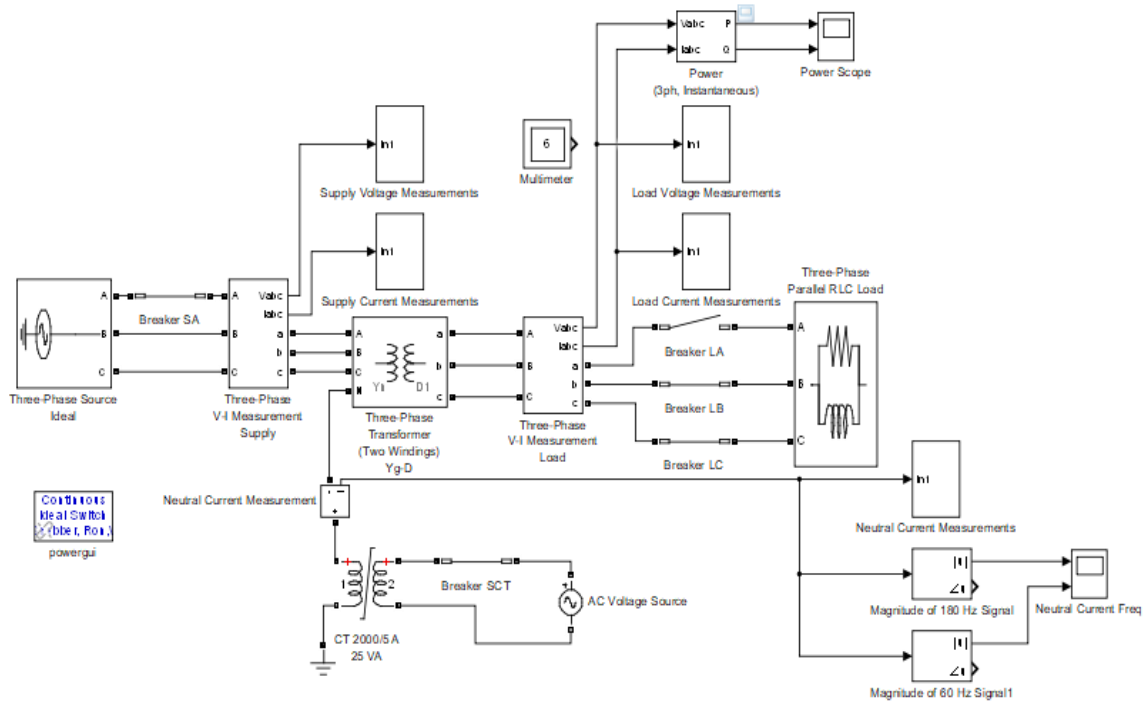 Vabc
P
Iabc
Q
Power
(3ph, Instantaneous)
Power Scope
In1
Supply Voltage Measurements
6
Multimeter
In1
Load Voltage Measurements
In1
Supply Current Measurements
In1
Load Current Measurements
Three-Phase
Parallel RLC Load
A
B
C
Three-Phase Source
Ideal
Breaker SA
A
B
C
Vabc
Iabc
a
b
c
Three-Phase
V-I Measurement
Supply
A
B
C
N
Yn
D1
a
b
c
Three-Phase
Transformer
(Two Windings)
Yg-D
A
B
C
Vabc
Iabc
a
b
c
Three-Phase
V-I Measurement
Load
Breaker LA
Breaker LB
Breaker LC
A
B
C
Neutral Current Measurement
+
-
In1
Neutral Current Measurements
Continuous
Ideal Switch
powergui
+
1
+
2
CT 2000/5 A
25 VA
Breaker SCT
+
AC Voltage Source
|u|
∠u
Magnitude of 180 Hz Signal
Neutral Current Freq
|u|
∠u
Magnitude of 60 Hz Signal1